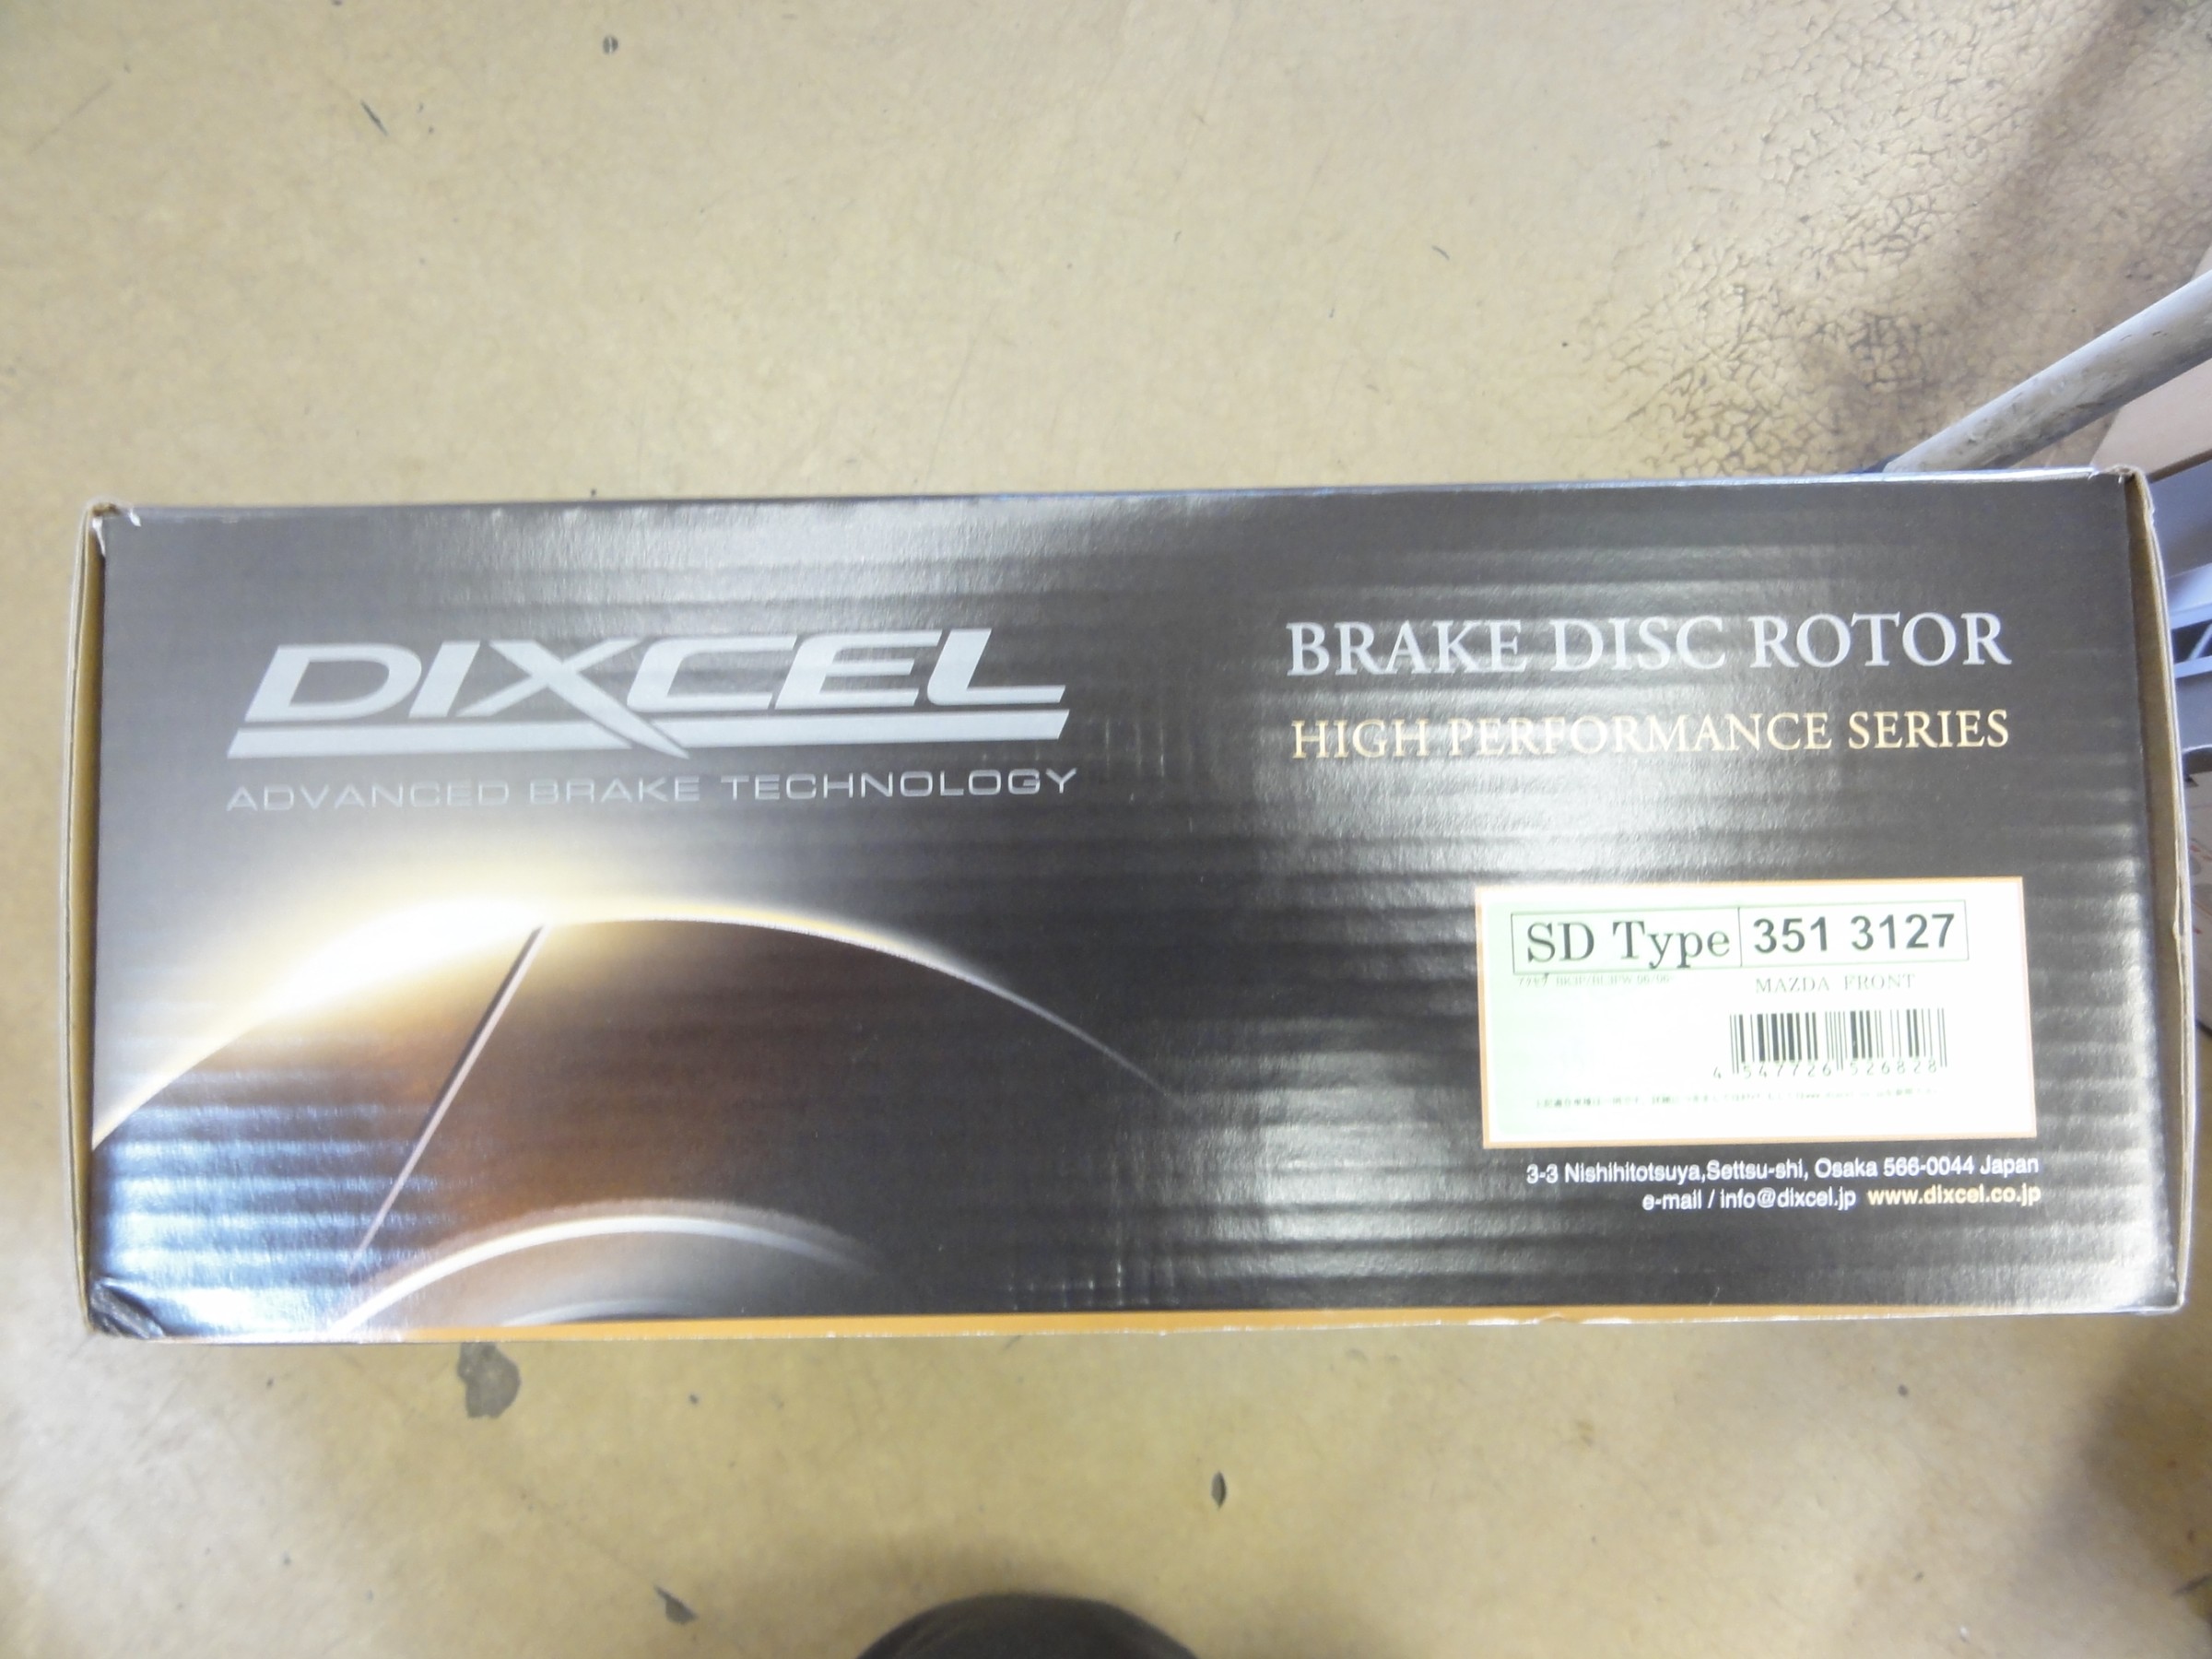 DIXCEL
ADVANCED BRAKE TECHNOLOGY
BRAKE DISC ROTOR
HIGH PERFORMANCE SERIES
SD Type 351 3127
MAZDA FRONT
4 547726 526828
3-3 Nishihitotsuya,Settsu-shi, Osaka 566-0044 Japan
e-mail / info@dixcel.jp www.dixcel.co.jp